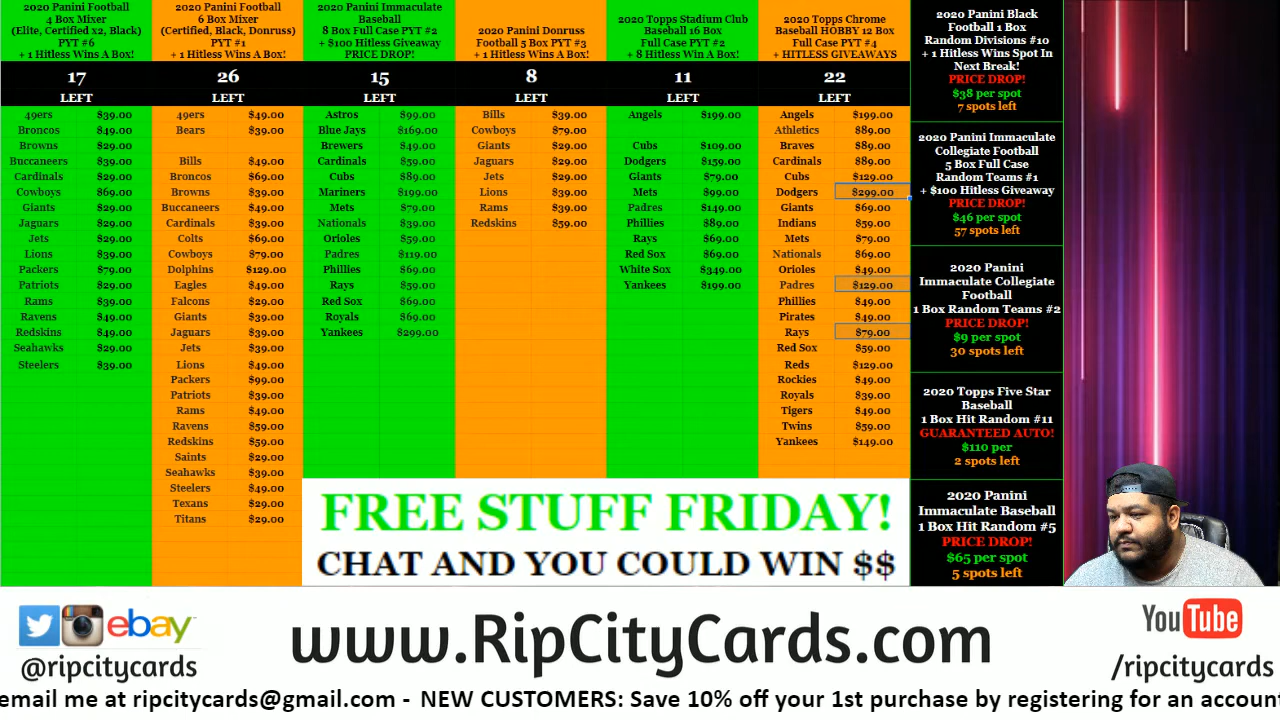 2020 Panini Football
4 Box Mixer
(Elite, Certified x2, Black)
PYT #6
+ 1 Hitless Wins A Box!
17
LEFT
49ers $39.00
Broncos $49.00
Browns $29.00
Buccaneers $39.00
Cardinals $29.00
Cowboys $69.00
Giants $29.00
Jaguars $29.00
Jets $29.00
Lions $39.00
Packers $79.00
Patriots $29.00
Rams $39.00
Ravens $49.00
Redskins $49.00
Seahawks $29.00
Steelers $39.00
2020 Panini Football
6 Box Mixer
(Certified, Black, Donruss)
PYT #1
+ 1 Hitless Wins A Box!
26
LEFT
49ers $49.00
Bears $39.00
Bills $49.00
Broncos $69.00
Browns $39.00
Buccaneers $49.00
Cardinals $39.00
Colts $69.00
Cowboys $79.00
Dolphins $129.00
Eagles $49.00
Falcons $29.00
Giants $39.00
Jaguars $39.00
Jets $39.00
Lions $49.00
Packers $99.00
Patriots $39.00
Rams $49.00
Ravens $59.00
Redskins $59.00
Saints $29.00
Seahawks $39.00
Steelers $49.00
Texans $29.00
Titans $29.00
2020 Panini Immaculate
Baseball
8 Box Full Case PYT #2
+ $100 Hitless Giveaway
PRICE DROP!
15
LEFT
Astros $99.00
Blue Jays $169.00
Brewers $49.00
Cardinals $59.00
Cubs $89.00
Mariners $199.00
Mets $79.00
Nationals $39.00
Orioles $59.00
Padres $119.00
Phillies $69.00
Rays $59.00
Red Sox $69.00
Royals $69.00
Yankees $299.00
2020 Panini Donruss
Football 5 Box PYT #3
+ 1 Hitless Wins A Box!
8
LEFT
Bills $39.00
Cowboys $79.00
Giants $29.00
Jaguars $29.00
Jets $29.00
Lions $39.00
Rams $39.00
Redskins $59.00
2020 Topps Stadium Club
Baseball 16 Box
Full Case PYT #2
+ 8 Hitless Win A Box!
11
LEFT
Angels $199.00
Cubs $109.00
Dodgers $159.00
Giants $79.00
Mets $99.00
Padres $149.00
Phillies $89.00
Rays $69.00
Red Sox $69.00
White Sox $349.00
Yankees $199.00
2020 Topps Chrome
Baseball HOBBY 12 Box
Full Case PYT #4
+ HITLESS GIVEAWAYS
22
LEFT
Angels $199.00
Athletics $89.00
Braves $89.00
Cardinals $89.00
Cubs $129.00
Dodgers $299.00
Giants $69.00
Indians $59.00
Mets $79.00
Nationals $69.00
Orioles $49.00
Padres $129.00
Phillies $49.00
Pirates $49.00
Rays $79.00
Red Sox $59.00
Reds $129.00
Rockies $49.00
Royals $39.00
Tigers $49.00
Twins $59.00
Yankees $149.00
2020 Panini Black
Football 1 Box
Random Divisions #10
+ 1 Hitless Wins Spot In
Next Break!
PRICE DROP!
$38 per spot
7 spots left
2020 Panini Immaculate
Collegiate Football
5 Box Full Case
Random Teams #1
+ $100 Hitless Giveaway
PRICE DROP!
$46 per spot
57 spots left
2020 Panini
Immaculate Collegiate
Football
1 Box Random Teams #2
PRICE DROP!
$9 per spot
30 spots left
2020 Topps Five Star
Baseball
1 Box Hit Random #11
GUARANTEED AUTO!
$110 per
2 spots left
2020 Panini
Immaculate Baseball
1 Box Hit Random #5
PRICE DROP!
$65 per spot
5 spots left
FREE STUFF FRIDAY!
CHAT AND YOU COULD WIN $$
ebay
@ripcitycards
www.RipCityCards.com
YouTube
/ripcitycards
email me at ripcitycards@gmail.com - NEW CUSTOMERS: Save 10% off your 1st purchase by registering for an account